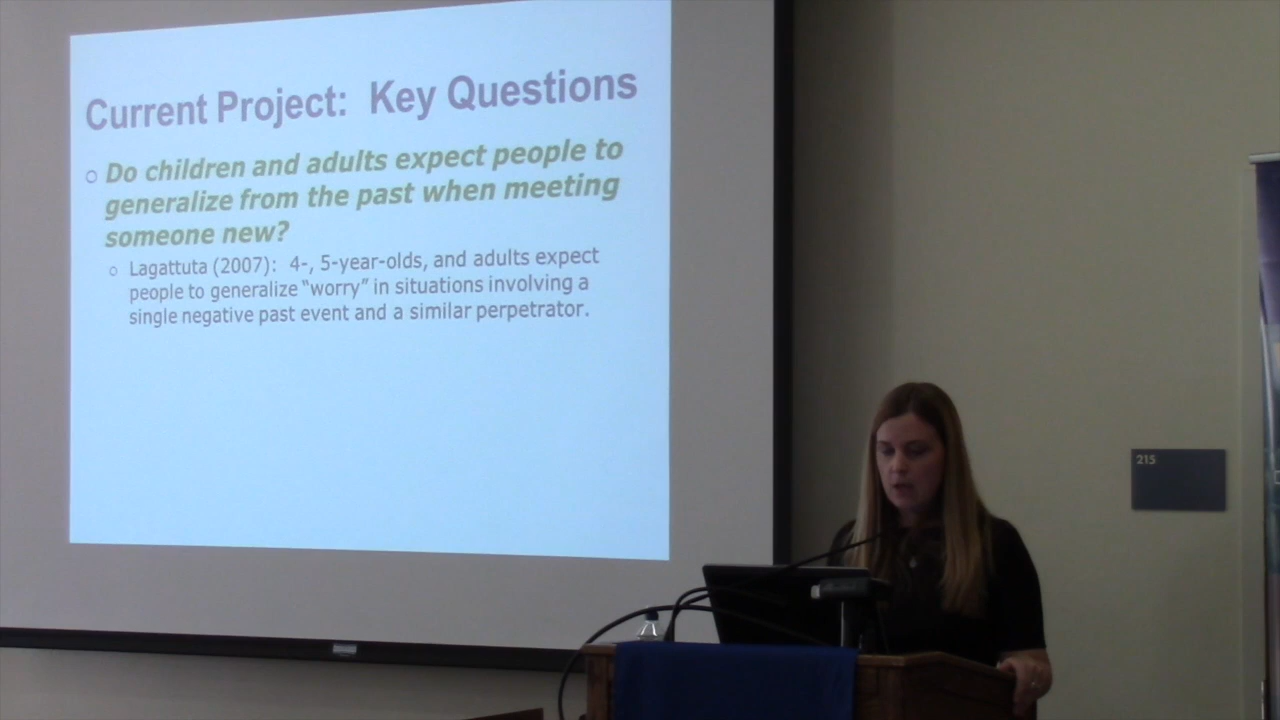 Current Project: Key Questions
Do children and adults expect people to
generalize from the past when meeting
someone new?
Lagattuta (2007): 4-, 5-year-olds, and adults expect
people to generalize “worry” in situations involving a
single negative past event and a similar perpetrator.
215